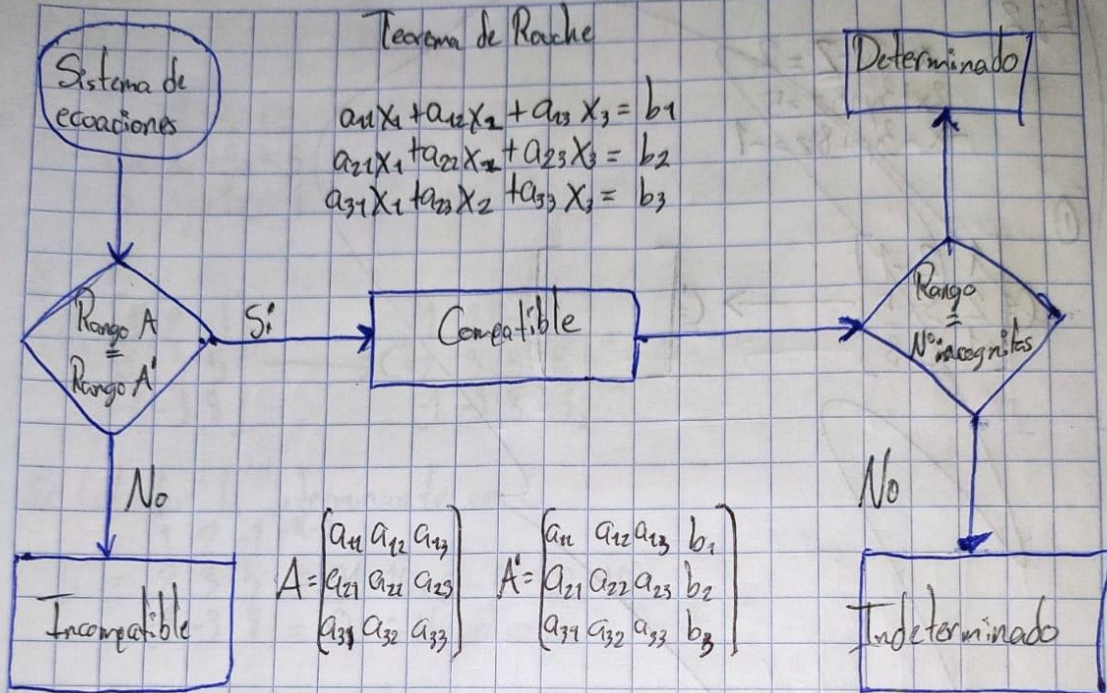 Teorema de Rouche
Sistema de
ecuaciones
a₁₁x₁ + a₁₂x₂ + a₁₃x₃ = b₁
a₂₁x₁ + a₂₂x₂ + a₂₃x₃ = b₂
a₃₁x₁ + a₂₃x₂ + a₃₃x₃ = b₃
Determinado
Rango A
=
Rango A'
Si
Compatible
Rango
=
Nº incognitas
No
No
Incompatible
A = [a₁₁ a₁₂ a₁₃
a₂₁ a₂₂ a₂₃
a₃₁ a₃₂ a₃₃]
A' = [a₁₁ a₁₂ a₁₃ b₁
a₂₁ a₂₂ a₂₃ b₂
a₃₁ a₃₂ a₃₃ b₃]
Indeterminado